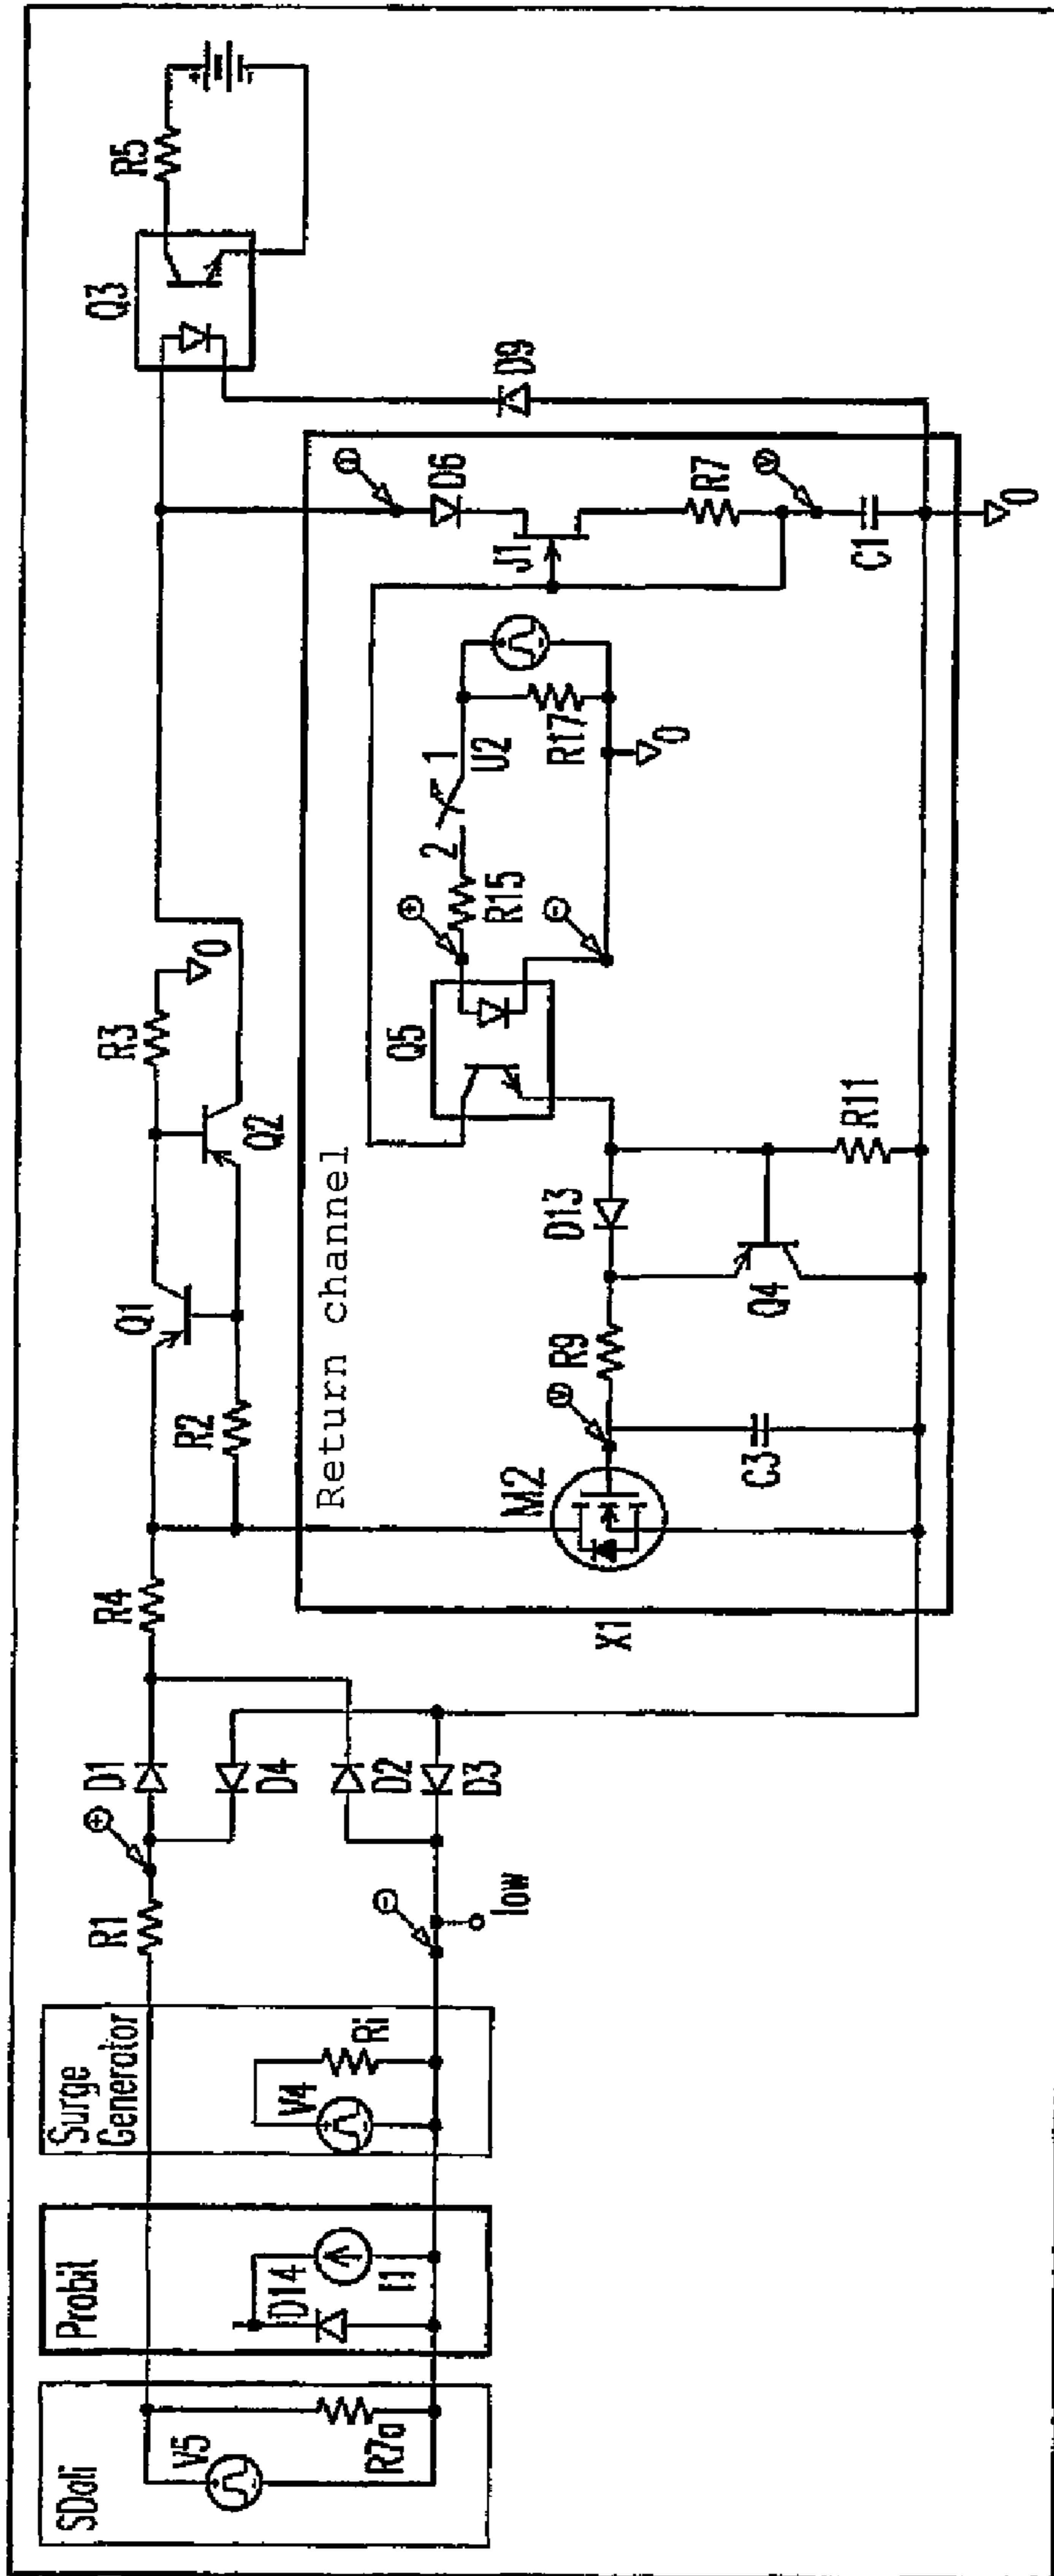 SDali
V5
R7a
Probit
D14
I1
Surge
Generator
V4
Ri
R1
+
-
low
D1
D4
D2
D3
R4
R2
Q1
R3
0
Q2
Q3
R5
+
X1
Return channel
M2
V
R9
C3
D13
Q4
R11
Q5
+
-
R15
2
1
U2
R17
0
J1
I
D6
R7
V
C1
0
D9